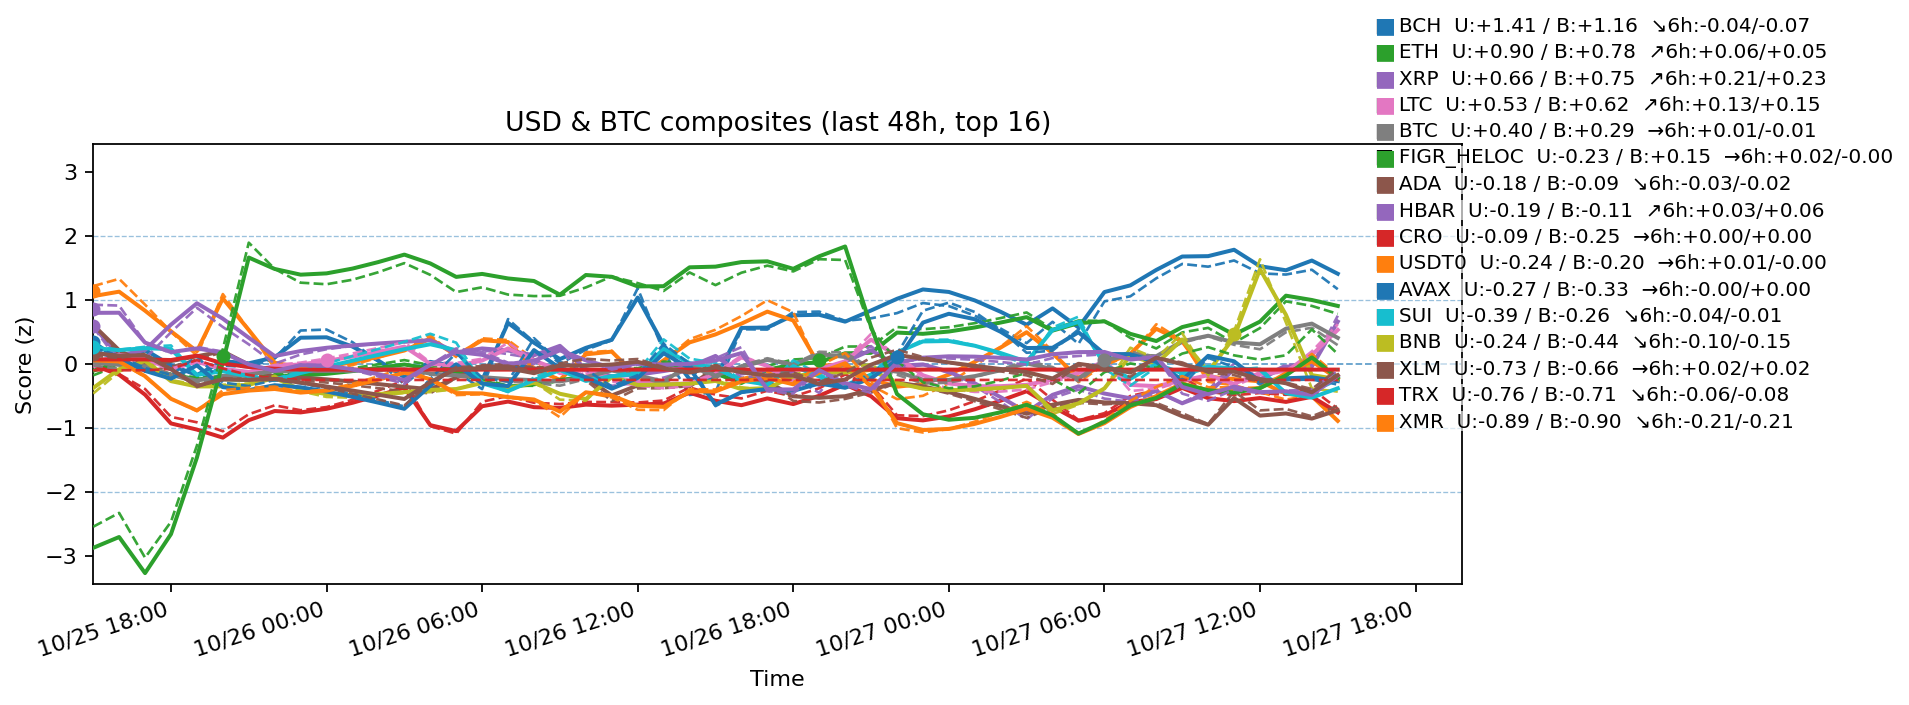 BCH U:+1.41 / B:+1.16 ↘6h:-0.04/-0.07
ETH U:+0.90 / B:+0.78 ↗6h:+0.06/+0.05
XRP U:+0.66 / B:+0.75 ↗6h:+0.21/+0.23
LTC U:+0.53 / B:+0.62 ↗6h:+0.13/+0.15
BTC U:+0.40 / B:+0.29 →6h:+0.01/-0.01
FIGR_HELOC U:-0.23 / B:+0.15 →6h:+0.02/-0.00
ADA U:-0.18 / B:-0.09 ↘6h:-0.03/-0.02
HBAR U:-0.19 / B:-0.11 ↗6h:+0.03/+0.06
CRO U:-0.09 / B:-0.25 →6h:+0.00/+0.00
USDT0 U:-0.24 / B:-0.20 →6h:+0.01/-0.00
AVAX U:-0.27 / B:-0.33 →6h:-0.00/+0.00
SUI U:-0.39 / B:-0.26 ↘6h:-0.04/-0.01
BNB U:-0.24 / B:-0.44 ↘6h:-0.10/-0.15
XLM U:-0.73 / B:-0.66 →6h:+0.02/+0.02
TRX U:-0.76 / B:-0.71 ↘6h:-0.06/-0.08
XMR U:-0.89 / B:-0.90 ↘6h:-0.21/-0.21
USD & BTC composites (last 48h, top 16)
Score (z)
3
2
1
0
−1
−2
−3
10/25 18:00
10/26 00:00
10/26 06:00
10/26 12:00
10/26 18:00
10/27 00:00
10/27 06:00
10/27 12:00
10/27 18:00
Time